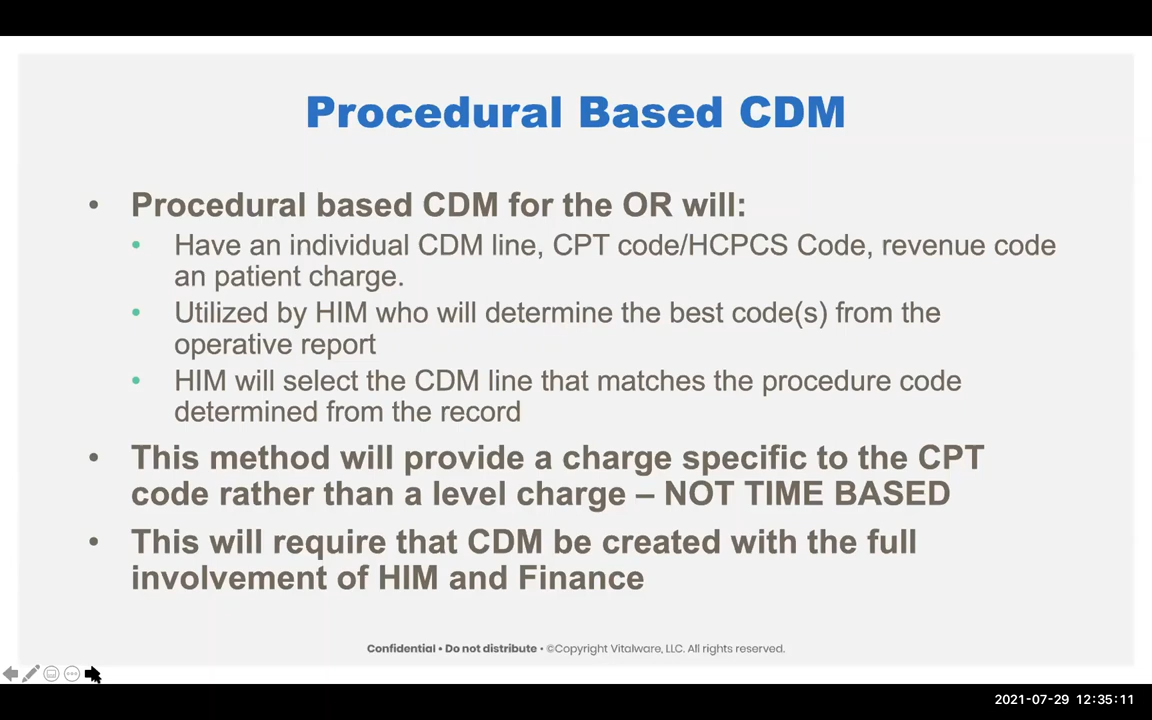 Procedural Based CDM
• Procedural based CDM for the OR will:
• Have an individual CDM line, CPT code/HCPCS Code, revenue code
an patient charge.
• Utilized by HIM who will determine the best code(s) from the
operative report
• HIM will select the CDM line that matches the procedure code
determined from the record
• This method will provide a charge specific to the CPT
code rather than a level charge – NOT TIME BASED
• This will require that CDM be created with the full
involvement of HIM and Finance
Confidential • Do not distribute • ©Copyright Vitalware, LLC. All rights reserved.
2021-07-29 12:35:11